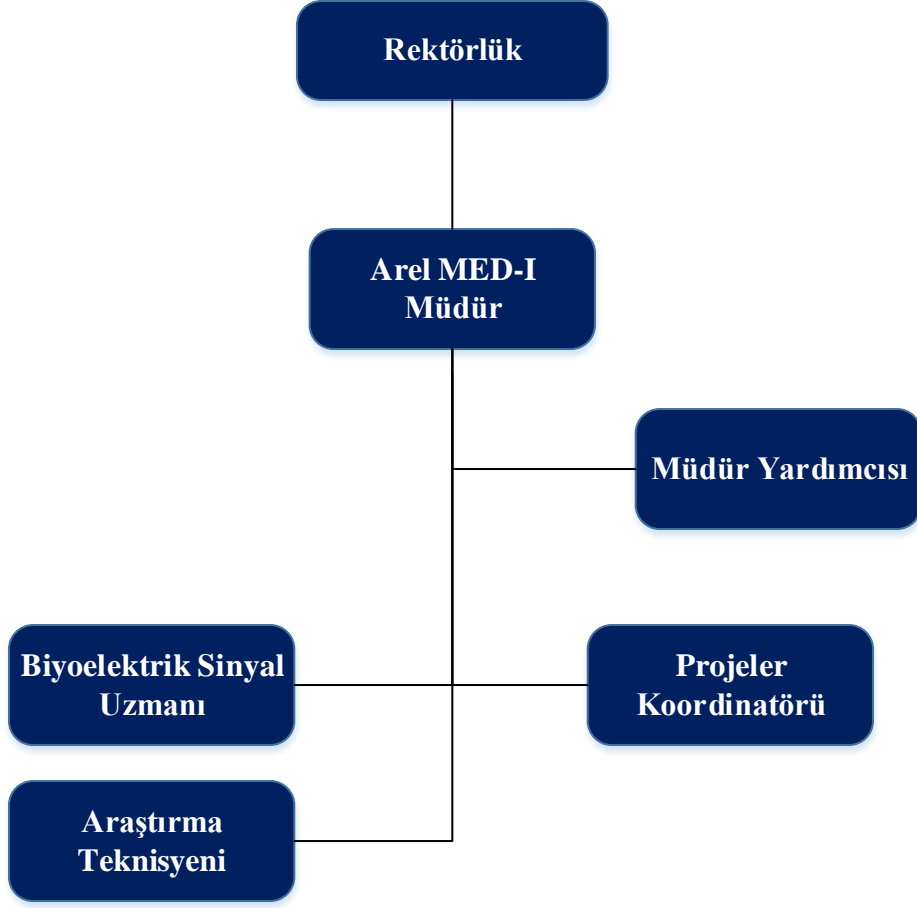 Rektörlük
Arel MED-I
Müdür
Müdür Yardımcısı
Biyoelektrik Sinyal
Uzmanı
Projeler
Koordinatörü
Araştırma
Teknisyeni